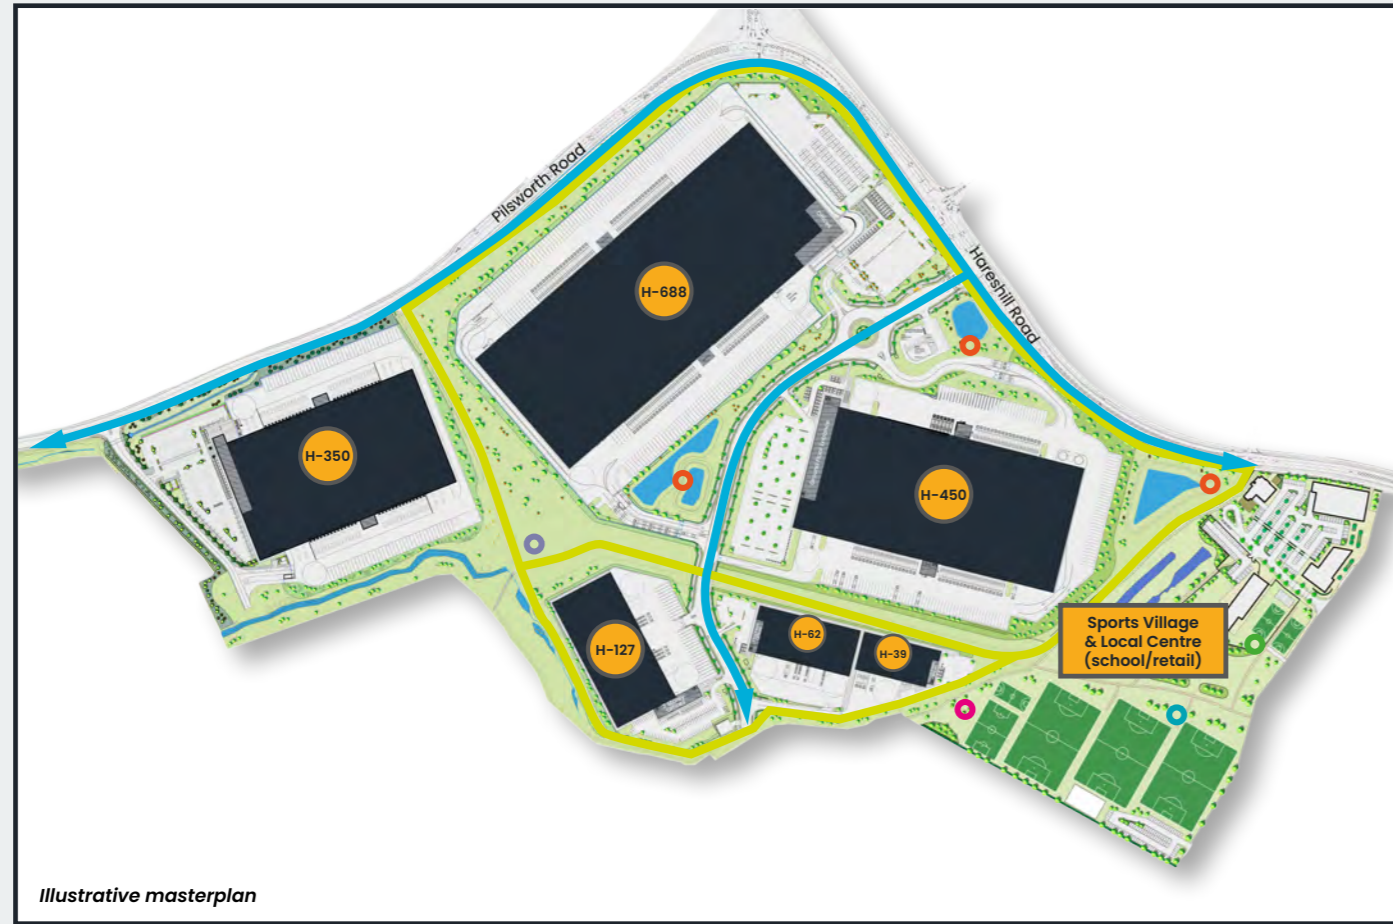 Pilsworth Road
H-688
Hareshill Road
H-350
H-450
H-127
H-62
H-39
Sports Village
& Local Centre
(school/retail)
Illustrative masterplan